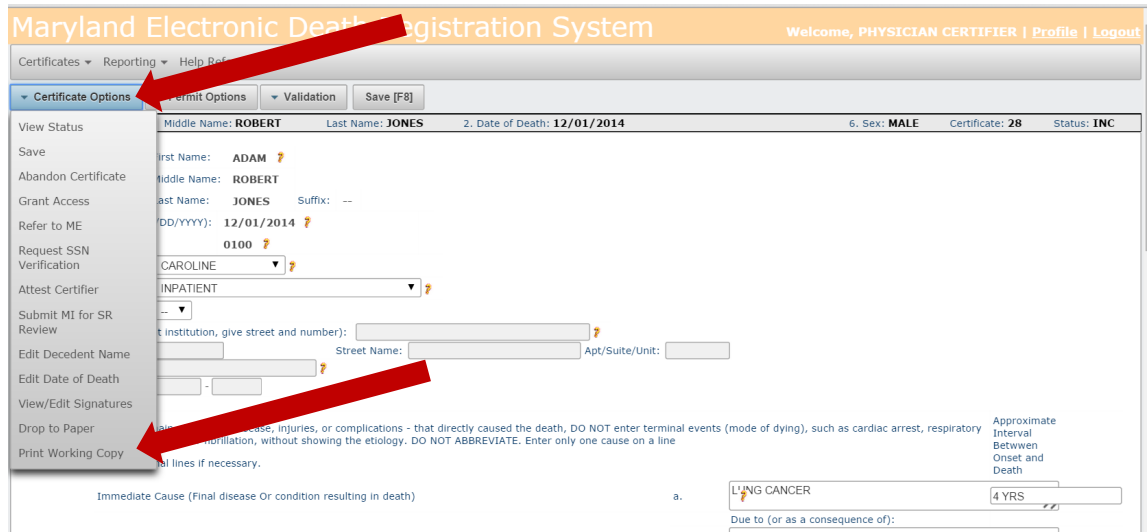 Maryland Electronic Death Registration System
Welcome, PHYSICIAN CERTIFIER | Profile | Logout
Certificates Reporting Help
Certificate Options Permit Options Validation Save [F8]
Middle Name: ROBERT Last Name: JONES 2. Date of Death: 12/01/2014 6. Sex: MALE Certificate: 28 Status: INC
View Status
Save
Abandon Certificate
Grant Access
Refer to ME
Request SSN
Verification
Attest Certifier
Submit MI for SR
Review
Edit Decedent Name
Edit Date of Death
View/Edit Signatures
Drop to Paper
Print Working Copy
First Name: ADAM
Middle Name: ROBERT
Last Name: JONES Suffix: --
/DD/YYYY): 12/01/2014
0100
CAROLINE
INPATIENT
--
t institution, give street and number):
Street Name: Apt/Suite/Unit:
-
injuries, or complications - that directly caused the death, DO NOT enter terminal events (mode of dying), such as cardiac arrest, respiratory
fibrillation, without showing the etiology. DO NOT ABBREVIATE. Enter only one cause on a line
nal lines if necessary.
Approximate
Interval
Betwwen
Onset and
Death
Immediate Cause (Final disease Or condition resulting in death) a. LUNG CANCER 4 YRS
Due to (or as a consequence of):